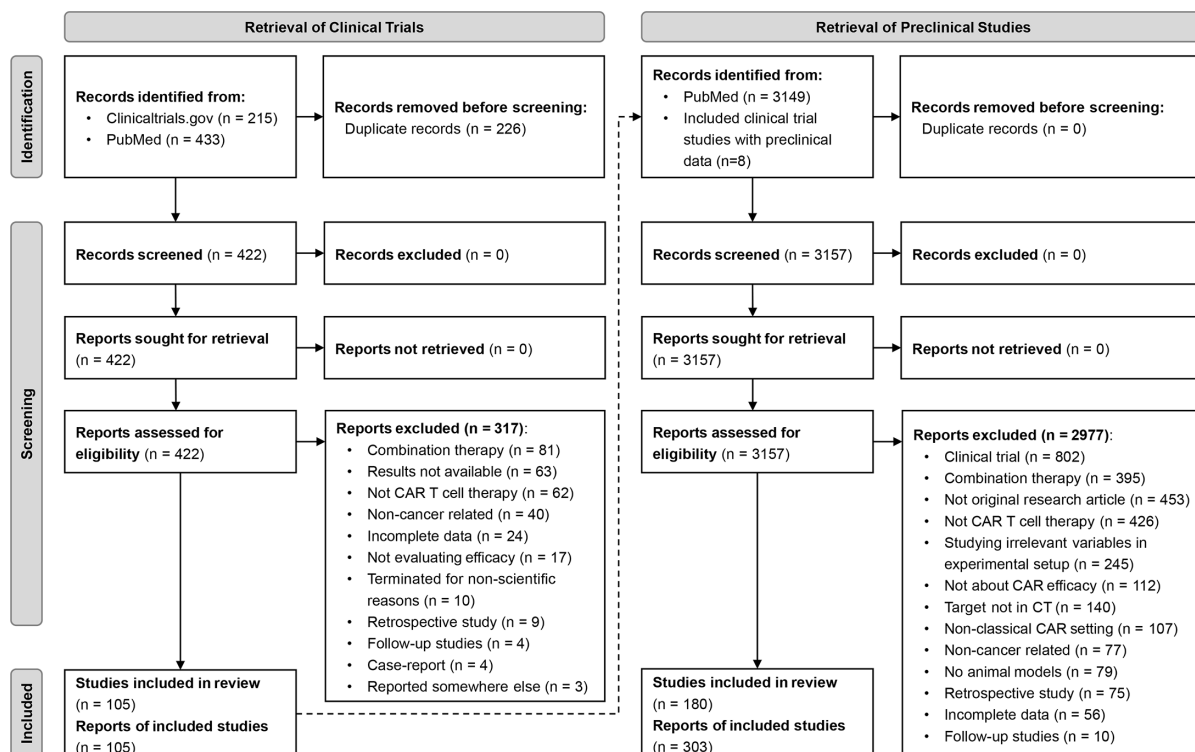 Retrieval of Clinical Trials
Retrieval of Preclinical Studies
Identification
Records identified from:
• Clinicaltrials.gov (n = 215)
• PubMed (n = 433)
Records removed before screening:
Duplicate records (n = 226)
Records identified from:
• PubMed (n = 3149)
• Included clinical trial
studies with preclinical
data (n=8)
Records removed before screening:
Duplicate records (n = 0)
Screening
Records screened (n = 422)
Records excluded (n = 0)
Records screened (n = 3157)
Records excluded (n = 0)
Reports sought for retrieval
(n = 422)
Reports not retrieved (n = 0)
Reports sought for retrieval
(n = 3157)
Reports not retrieved (n = 0)
Reports assessed for
eligibility (n = 422)
Reports excluded (n = 317):
• Combination therapy (n = 81)
• Results not available (n = 63)
• Not CAR T cell therapy (n = 62)
• Non-cancer related (n = 40)
• Incomplete data (n = 24)
• Not evaluating efficacy (n = 17)
• Terminated for non-scientific
reasons (n = 10)
• Retrospective study (n = 9)
• Follow-up studies (n = 4)
• Case-report (n = 4)
• Reported somewhere else (n = 3)
Reports assessed for
eligibility (n = 3157)
Reports excluded (n = 2977):
• Clinical trial (n = 802)
• Combination therapy (n = 395)
• Not original research article (n = 453)
• Not CAR T cell therapy (n = 426)
• Studying irrelevant variables in
experimental setup (n = 245)
• Not about CAR efficacy (n = 112)
• Target not in CT (n = 140)
• Non-classical CAR setting (n = 107)
• Non-cancer related (n = 77)
• No animal models (n = 79)
• Retrospective study (n = 75)
• Incomplete data (n = 56)
• Follow-up studies (n = 10)
Included
Studies included in review
(n = 105)
Reports of included studies
(n = 105)
Studies included in review
(n = 180)
Reports of included studies
(n = 303)